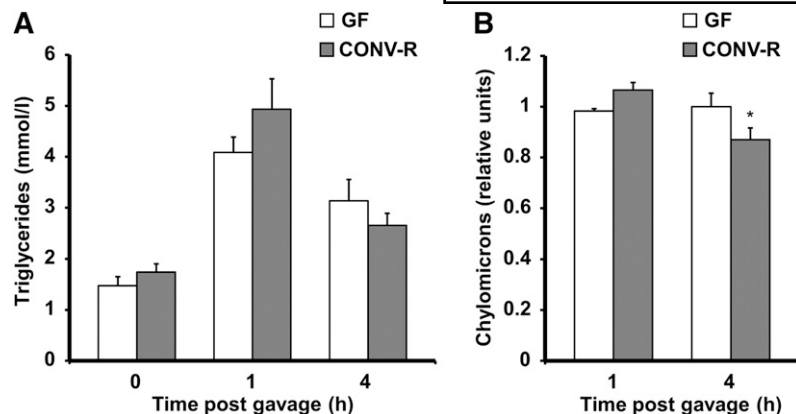 A
GF
CONV-R
Triglycerides (mmol/l)
6
5
4
3
2
1
0
0 1 4
Time post gavage (h)
B
GF
CONV-R
Chylomicrons (relative units)
1.2
1
0.8
0.6
0.4
0.2
0
*
1 4
Time post gavage (h)